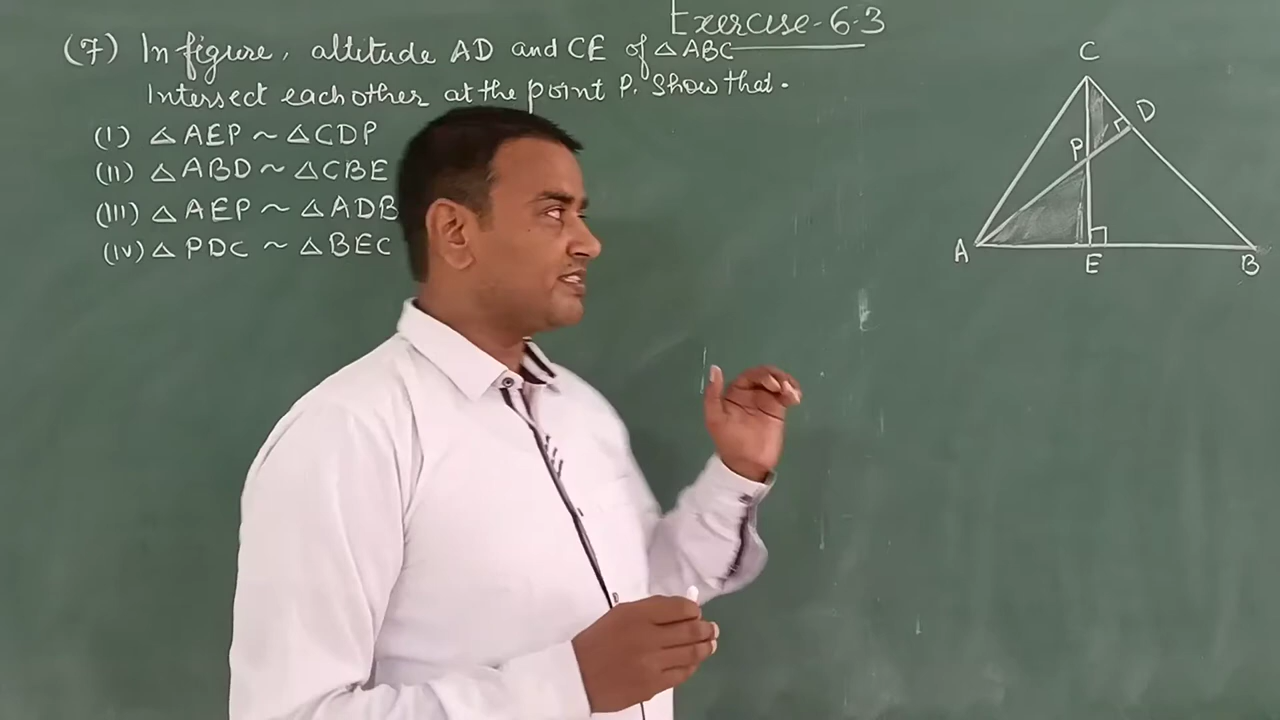 Exercise-6.3
(7) In figure, altitude AD and CE of △ABC
Intersect each other at the point P. Show that.
(I) △AEP ~ △CDP
(II) △ABD ~ △CBE
(III) △AEP ~ △ADB
(IV) △PDC ~ △BEC
C
D
P
A
E
B